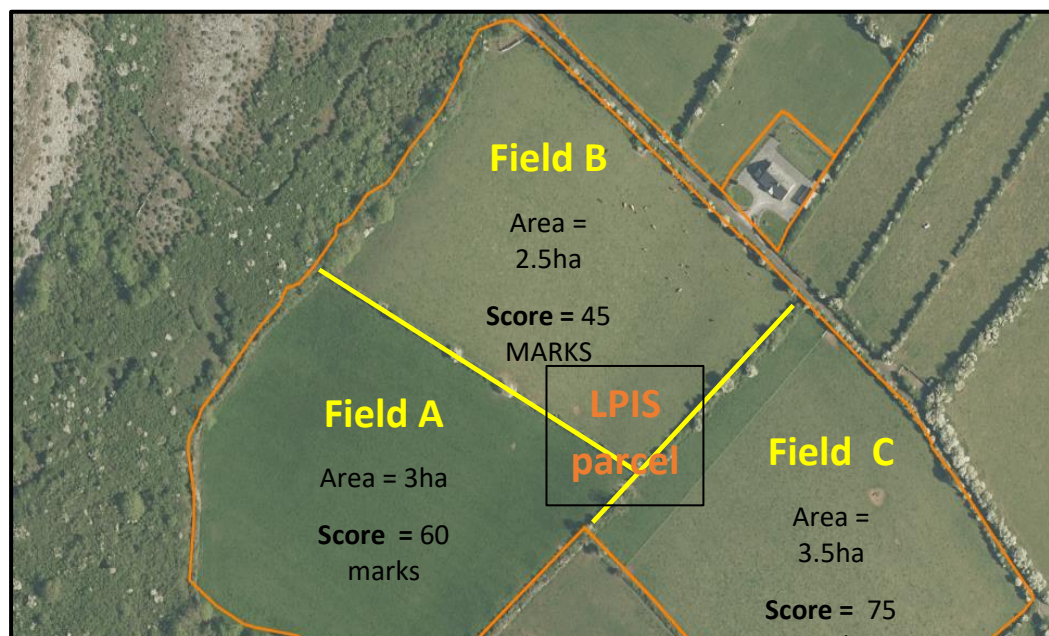 Field B
Area =
2.5ha
Score = 45
MARKS
LPIS
parcel
Field A
Area = 3ha
Score = 60
marks
Field C
Area =
3.5ha
Score = 75